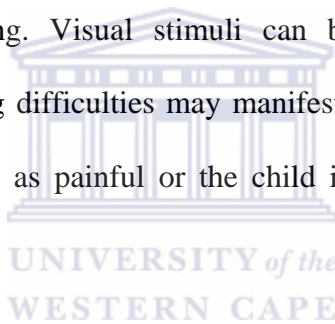 ng. Visual stimuli can b
g difficulties may manifest
as painful or the child i
UNIVERSITY of the
WESTERN CAPE